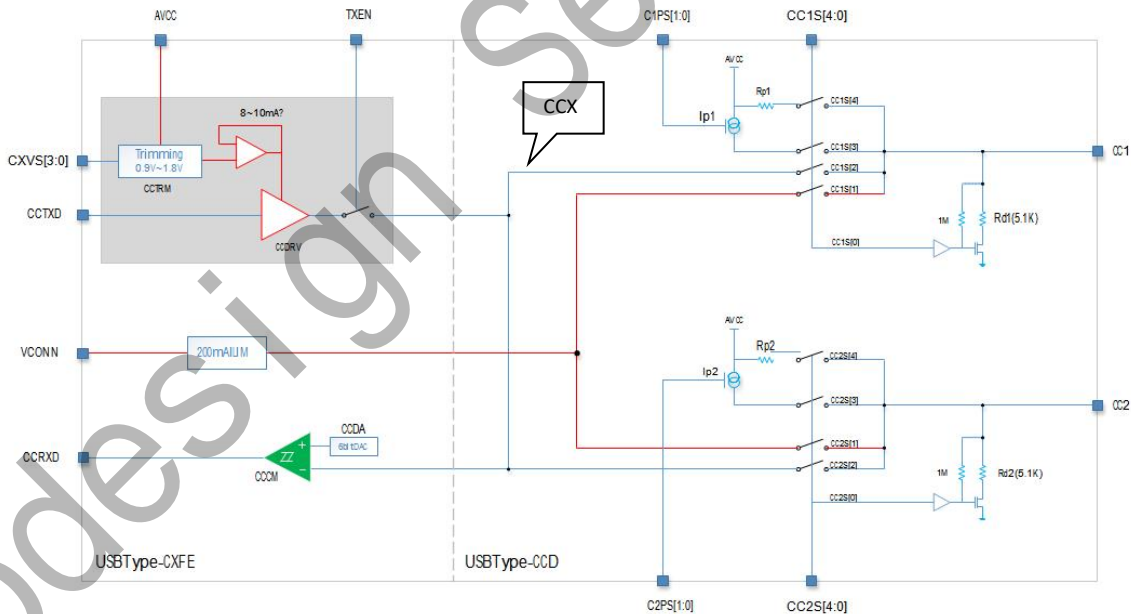 AVCC
TXEN
C1PS[1:0]
CC1S[4:0]
8~10mA?
CCX
AVCC
Rp1
CC1S[4]
Ip1
CXVS[3:0]
Trimming
0.9V~1.8V
CCTRM
CC1S[3]
CC1
CC1S[2]
CC1S[1]
CCTXD
CCDRV
1M
Rd1(5.1K)
CC1S[0]
AVCC
Rp2
VCONN
200mAILIM
CC2S[4]
Ip2
CC2S[3]
CC2
CCDA
6bit DAC
CC2S[1]
CCRXD
CCCM
CC2S[2]
1M
Rd2(5.1K)
CC2S[0]
USBType-CXFE
USBType-CCD
C2PS[1:0]
CC2S[4:0]